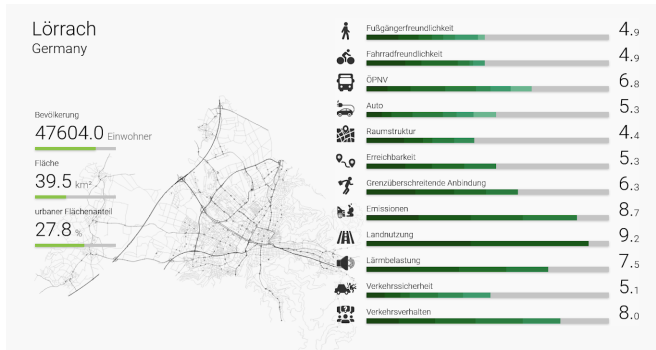 Lörrach
Germany
Bevölkerung
47604.0 Einwohner
Fläche
39.5 km²
urbaner Flächenanteil
27.8 %
Fußgängerfreundlichkeit 4.9
Fahrradfreundlichkeit 4.9
ÖPNV 6.8
Auto 5.3
Raumstruktur 4.4
Erreichbarkeit 5.3
Grenzüberschreitende Anbindung 6.3
Emissionen 8.7
Landnutzung 9.2
Lärmbelastung 7.5
Verkehrssicherheit 5.1
Verkehrsverhalten 8.0